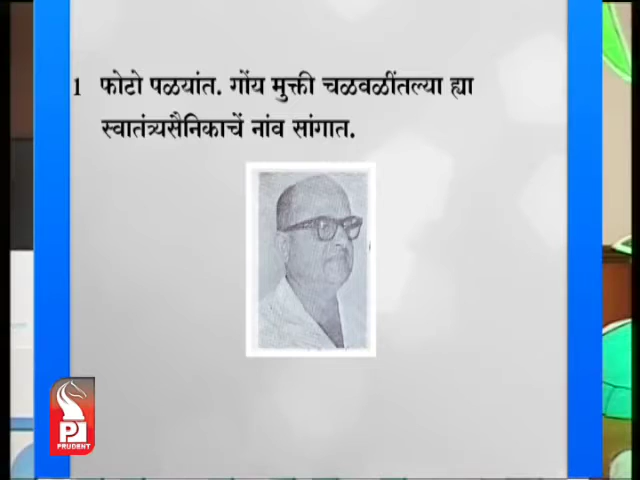 1 फोटो पळयांत. गोंय मुक्ती चळवळींतल्या ह्या
स्वातंत्र्यसैनिकाचें नांव सांगात.
PRUDENT